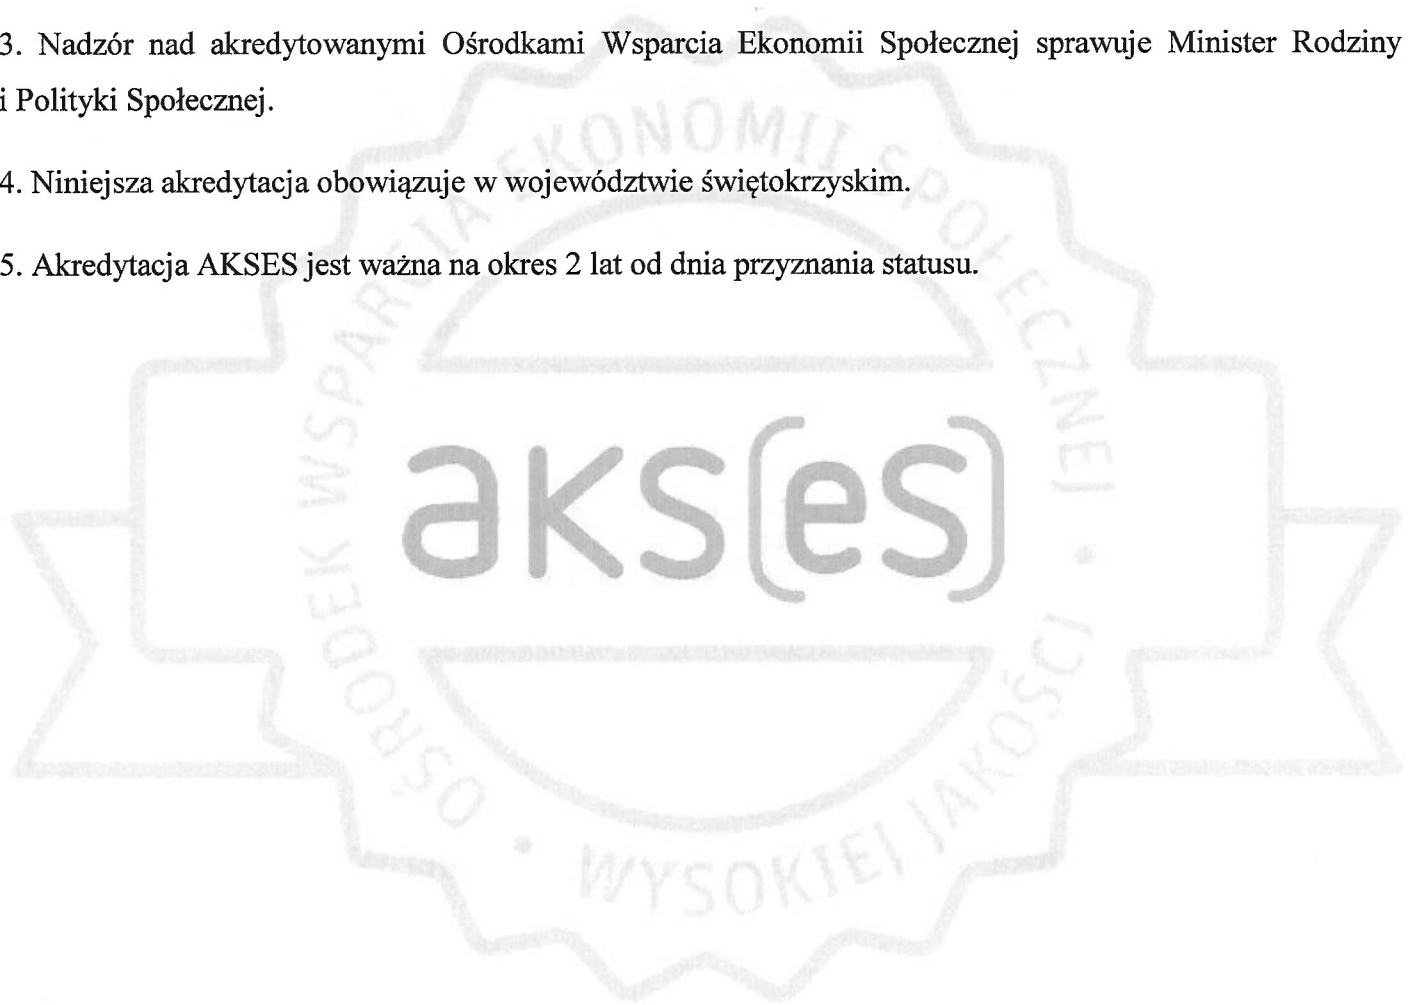 3. Nadzór nad akredytowanymi Ośrodkami Wsparcia Ekonomii Społecznej sprawuje Minister Rodziny
i Polityki Społecznej.
4. Niniejsza akredytacja obowiązuje w województwie świętokrzyskim.
5. Akredytacja AKSES jest ważna na okres 2 lat od dnia przyznania statusu.
OŚRODEK WSPARCIA EKONOMII SPOŁECZNEJ •
aks(es)
• WYSOKIEJ JAKOŚCI